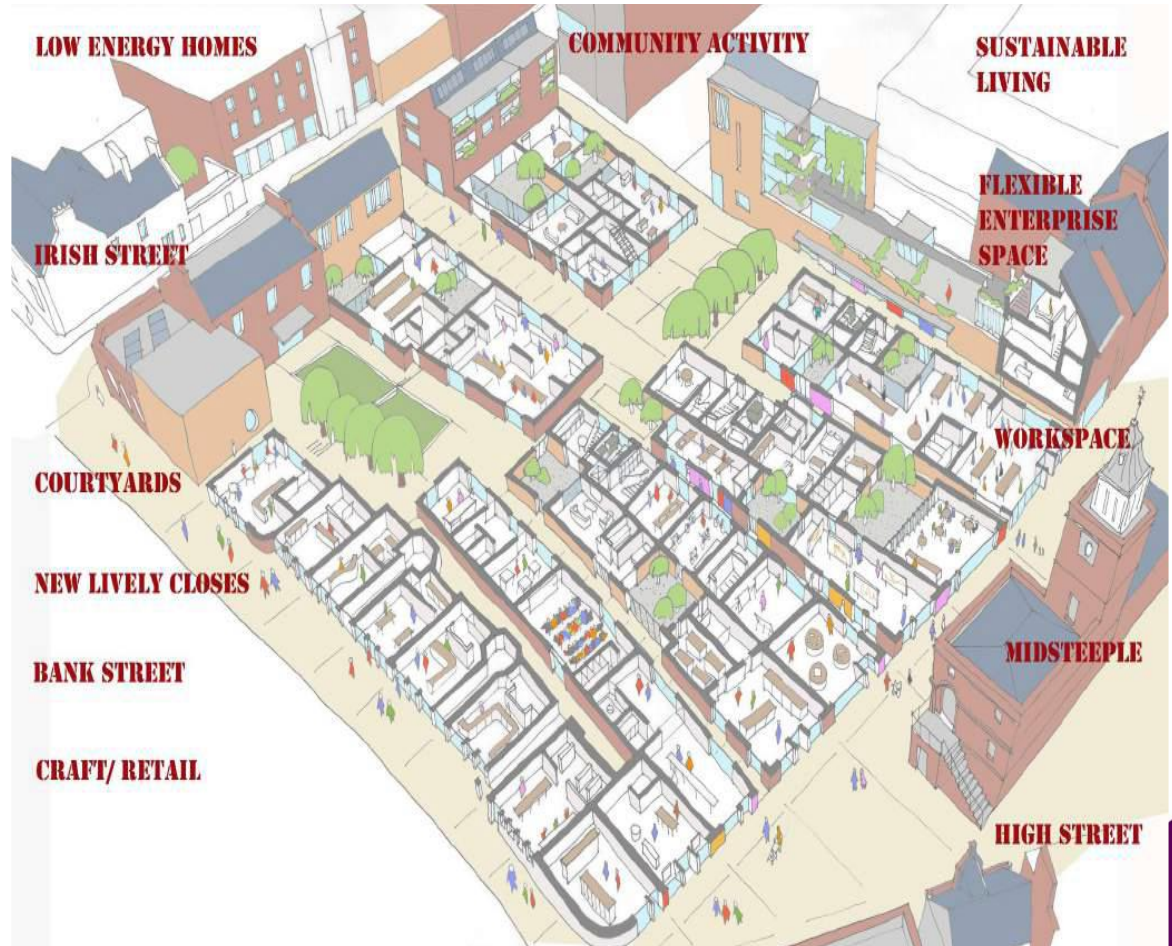 LOW ENERGY HOMES
COMMUNITY ACTIVITY
SUSTAINABLE
LIVING
FLEXIBLE
ENTERPRISE
SPACE
IRISH STREET
WORKSPACE
COURTYARDS
NEW LIVELY CLOSES
MIDSTEEPLE
BANK STREET
CRAFT/ RETAIL
HIGH STREET